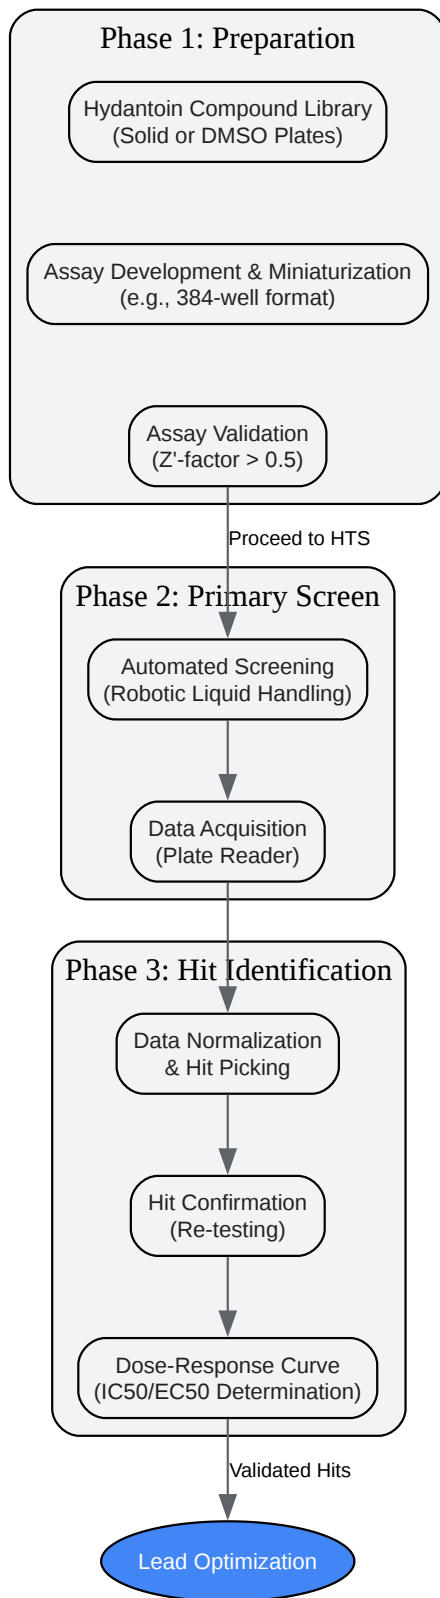 Phase 1: Preparation
Hydantoin Compound Library
(Solid or DMSO Plates)
Assay Development & Miniaturization
(e.g., 384-well format)
Assay Validation
(Z'-factor > 0.5)
Proceed to HTS
Phase 2: Primary Screen
Automated Screening
(Robotic Liquid Handling)
Data Acquisition
(Plate Reader)
Phase 3: Hit Identification
Data Normalization
& Hit Picking
Hit Confirmation
(Re-testing)
Dose-Response Curve
(IC50/EC50 Determination)
Validated Hits
Lead Optimization